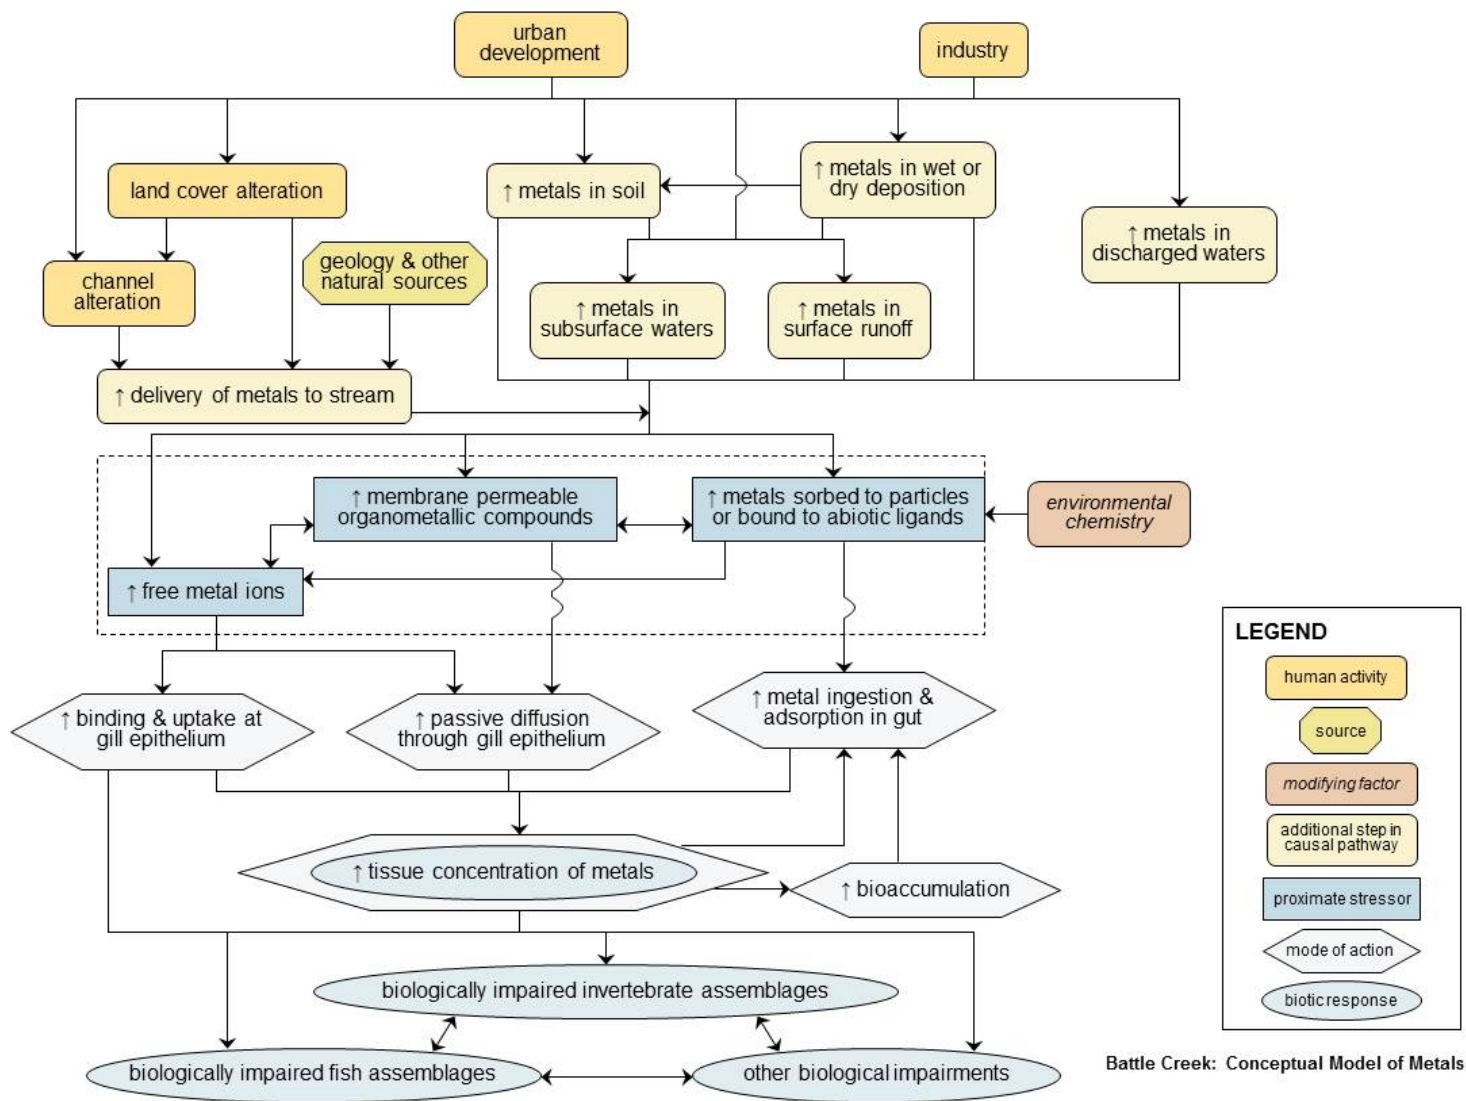 urban
development
industry
land cover alteration
↑ metals in soil
↑ metals in wet or
dry deposition
↑ metals in
discharged waters
channel
alteration
geology & other
natural sources
↑ metals in
subsurface waters
↑ metals in
surface runoff
↑ delivery of metals to stream
↑ membrane permeable
organometallic compounds
↑ metals sorbed to particles
or bound to abiotic ligands
environmental
chemistry
↑ free metal ions
↑ binding & uptake at
gill epithelium
↑ passive diffusion
through gill epithelium
↑ metal ingestion &
adsorption in gut
↑ tissue concentration of metals
↑ bioaccumulation
biologically impaired invertebrate assemblages
biologically impaired fish assemblages
other biological impairments
LEGEND
human activity
source
modifying factor
additional step in
causal pathway
proximate stressor
mode of action
biotic response
Battle Creek: Conceptual Model of Metals